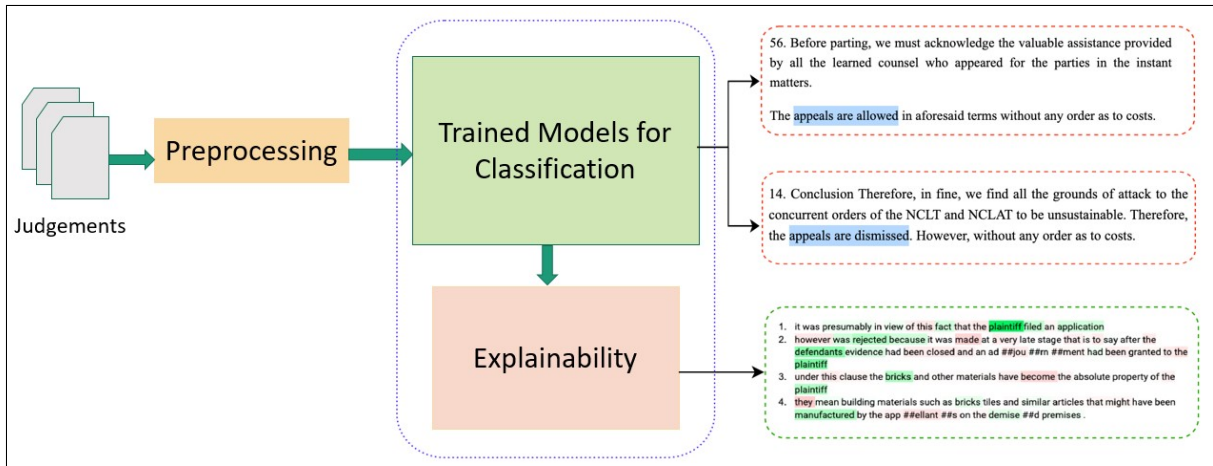 Judgements
Preprocessing
Trained Models for
Classification
Explainability
56. Before parting, we must acknowledge the valuable assistance provided
by all the learned counsel who appeared for the parties in the instant
matters.
The appeals are allowed in aforesaid terms without any order as to costs.
14. Conclusion Therefore, in fine, we find all the grounds of attack to the
concurrent orders of the NCLT and NCLAT to be unsustainable. Therefore,
the appeals are dismissed. However, without any order as to costs.
1. it was presumably in view of this fact that the plaintiff filed an application
2. however was rejected because it was made at a very late stage that is to say after the
defendants evidence had been closed and an ad ##jou ##rn ##ment had been granted to the
plaintiff
3. under this clause the bricks and other materials have become the absolute property of the
plaintiff
4. they mean building materials such as bricks tiles and similar articles that might have been
manufactured by the app ##ellant ##s on the demise ##d premises .